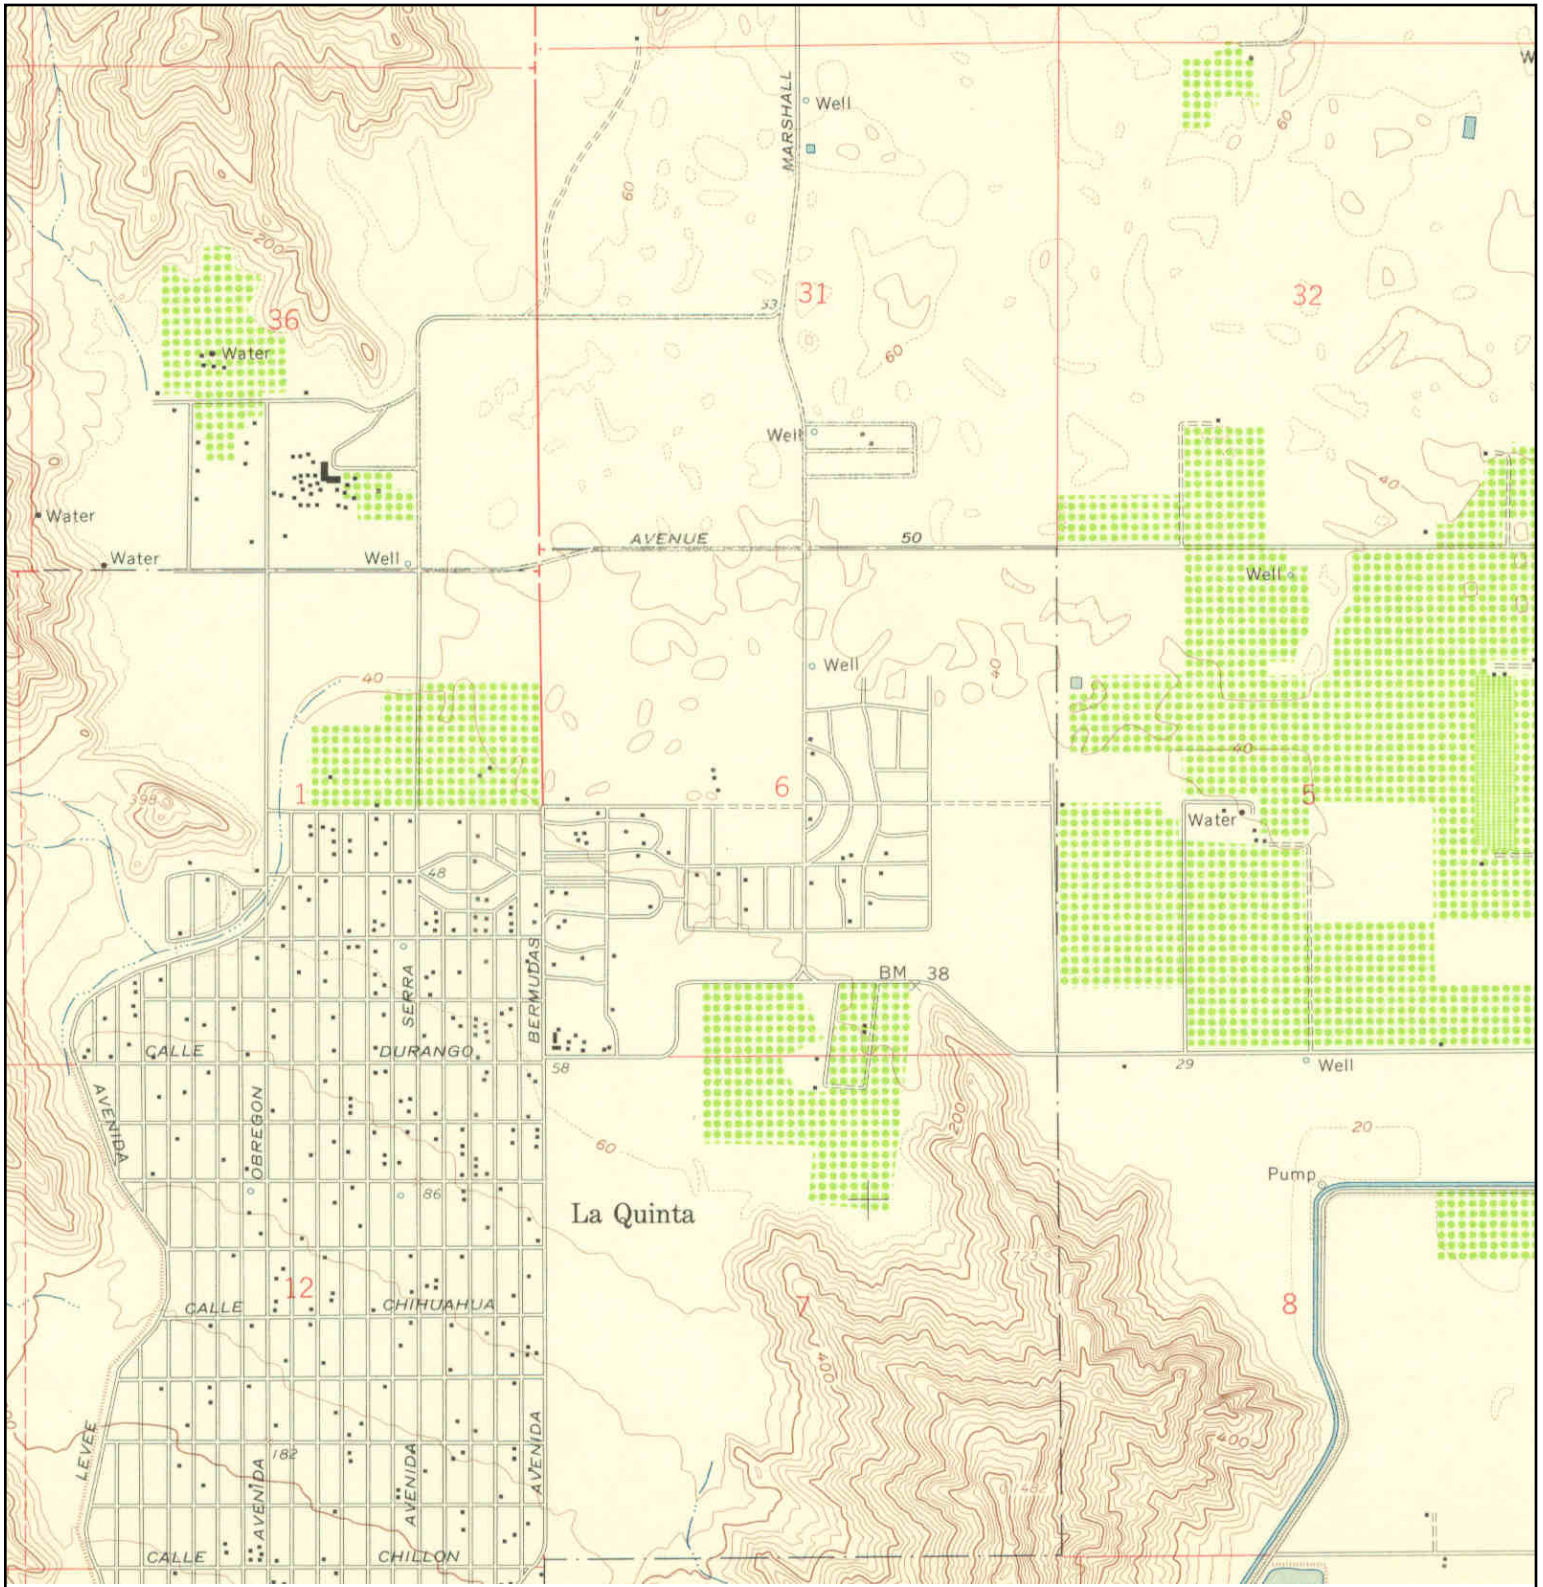 W
MARSHALL
Well
60
60
200
36
53
31
32
60
Water
Well
40
Water
AVENUE
50
Water
Well
Well
Well
40
40
40
1
6
5
398
Water
48
BERMUDAS
SERRA
BM
38
CALLE
DURANGO
58
29
Well
AVENIDA
OBREGON
200
60
20
Pump
86
La Quinta
12
CALLE
CHIHUAHUA
7
8
400
LEVEE
AVENIDA
400
182
AVENIDA
AVENIDA
CALLE
CHILLON